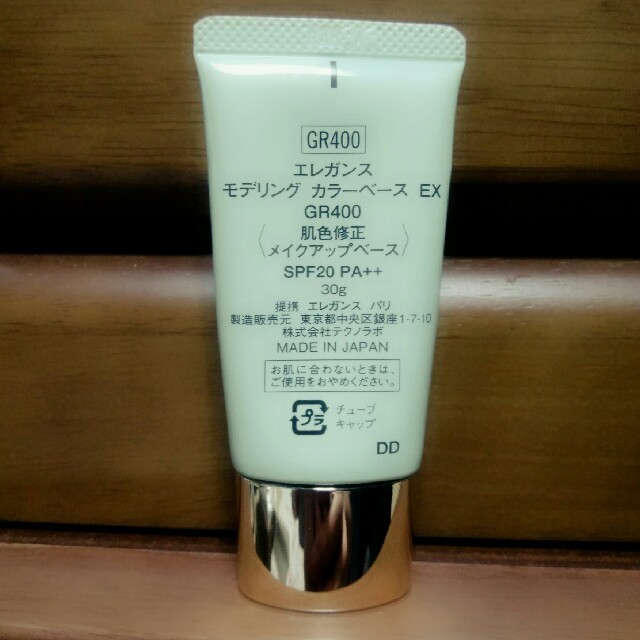 GR400
エレガンス
モデリング カラーベース EX
GR400
肌色修正
〈メイクアップベース〉
SPF20 PA++
30g
提携 エレガンス パリ
製造販売元 東京都中央区銀座1-7-10
株式会社テクノラボ
MADE IN JAPAN
お肌に合わないときは、
ご使用をおやめください。
プラ
チューブ
キャップ
DD